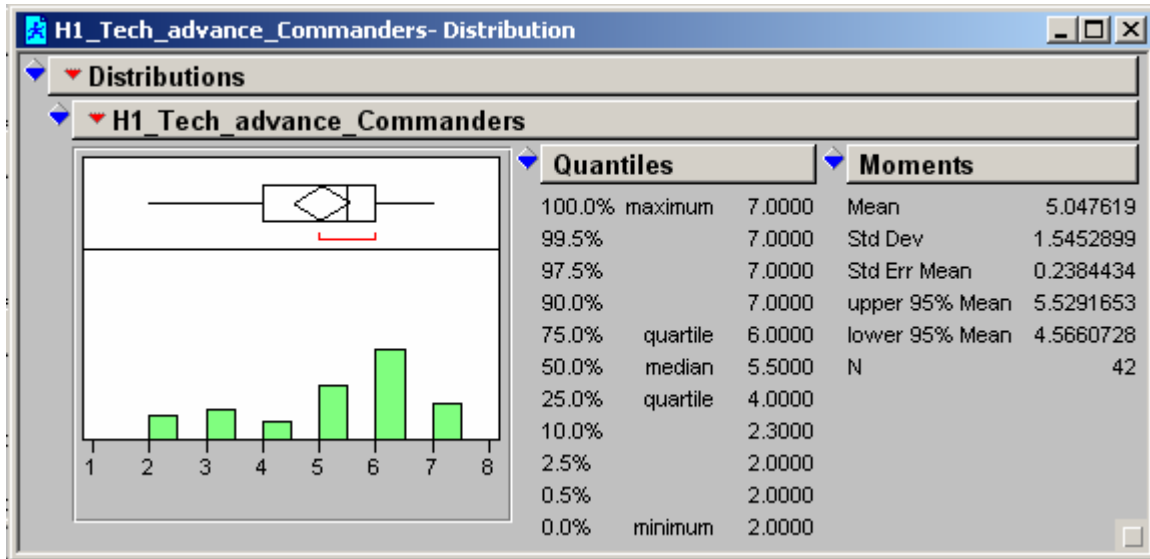 H1_Tech_advance_Commanders- Distribution
Distributions
H1_Tech_advance_Commanders
1 2 3 4 5 6 7 8
Quantiles
100.0% maximum 7.0000
99.5% 7.0000
97.5% 7.0000
90.0% 7.0000
75.0% quartile 6.0000
50.0% median 5.5000
25.0% quartile 4.0000
10.0% 2.3000
2.5% 2.0000
0.5% 2.0000
0.0% minimum 2.0000
Moments
Mean 5.047619
Std Dev 1.5452899
Std Err Mean 0.2384434
upper 95% Mean 5.5291653
lower 95% Mean 4.5660728
N 42